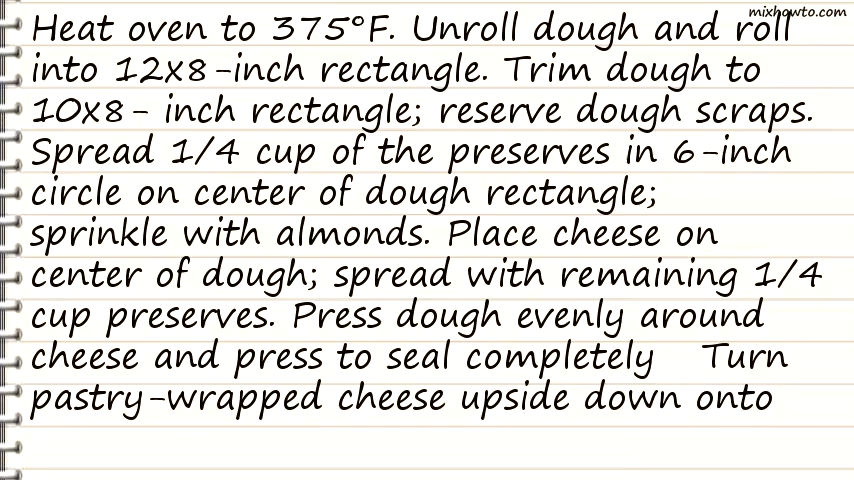 mixhowto.com
Heat oven to 375°F. Unroll dough and roll
into 12x8-inch rectangle. Trim dough to
10x8- inch rectangle; reserve dough scraps.
Spread 1/4 cup of the preserves in 6-inch
circle on center of dough rectangle;
sprinkle with almonds. Place cheese on
center of dough; spread with remaining 1/4
cup preserves. Press dough evenly around
cheese and press to seal completely   Turn
pastry-wrapped cheese upside down onto